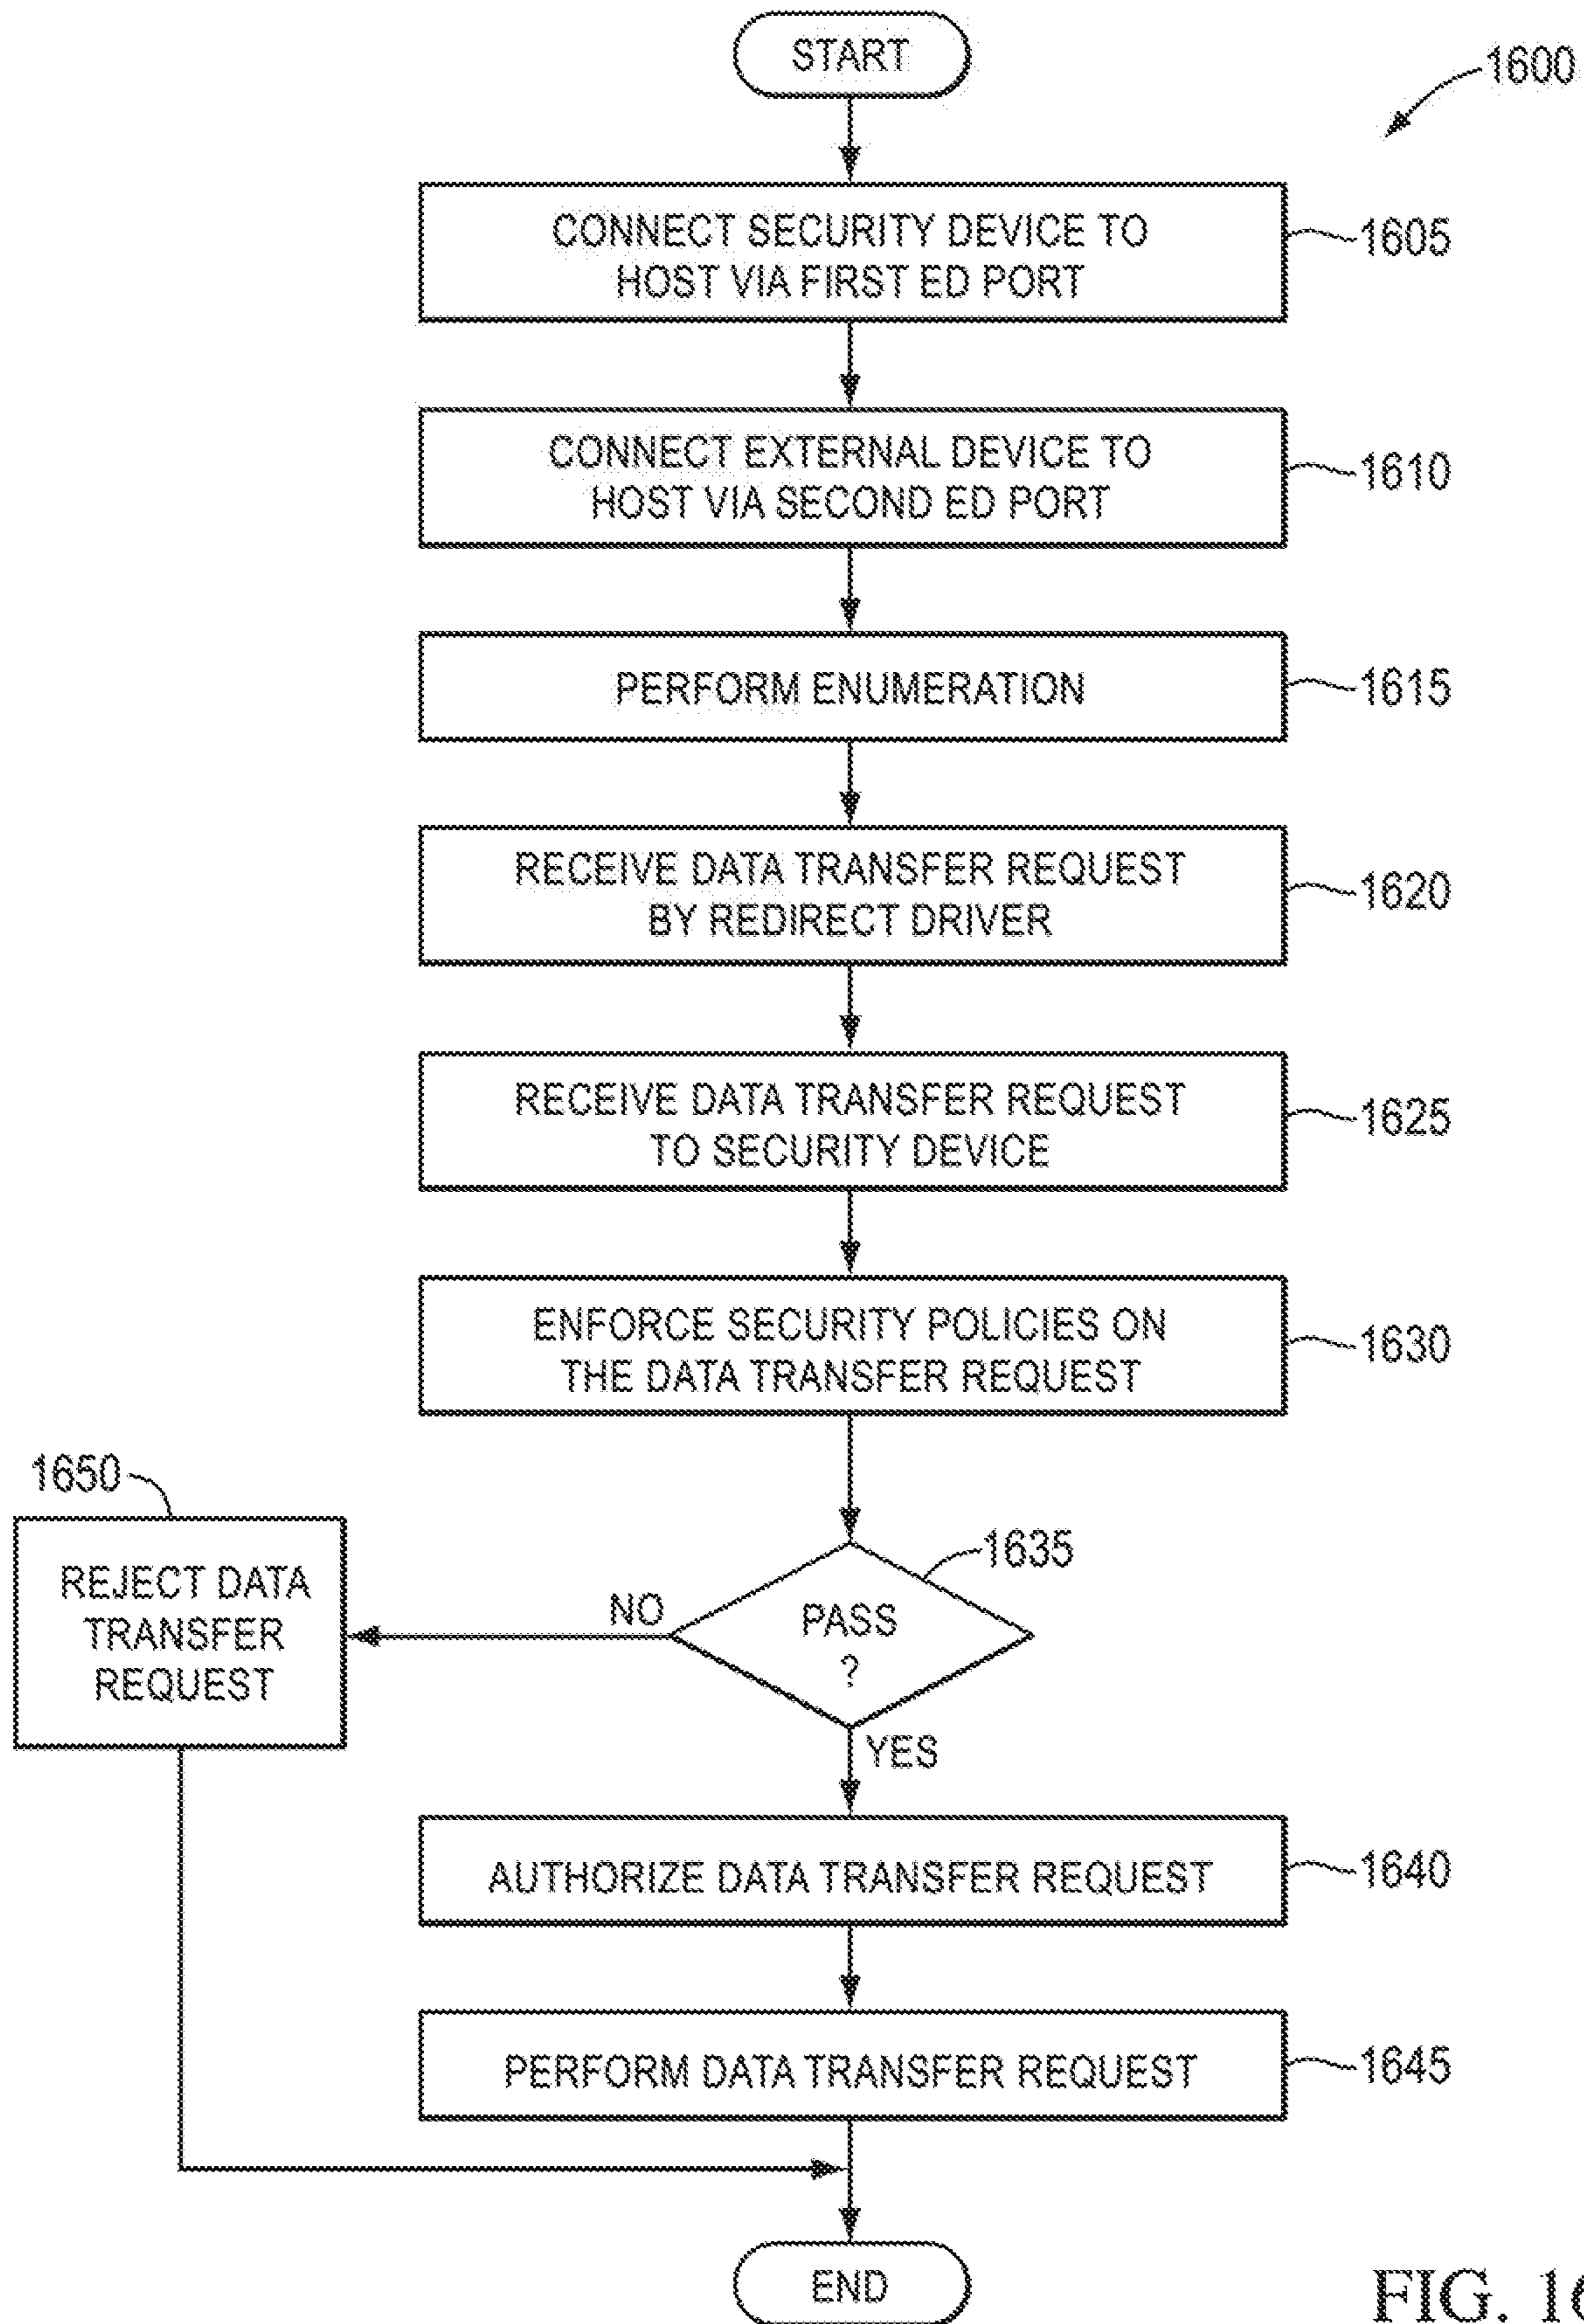 START
1600
CONNECT SECURITY DEVICE TO
HOST VIA FIRST ED PORT
1605
CONNECT EXTERNAL DEVICE TO
HOST VIA SECOND ED PORT
1610
PERFORM ENUMERATION
1615
RECEIVE DATA TRANSFER REQUEST
BY REDIRECT DRIVER
1620
RECEIVE DATA TRANSFER REQUEST
TO SECURITY DEVICE
1625
ENFORCE SECURITY POLICIES ON
THE DATA TRANSFER REQUEST
1630
1650
REJECT DATA
TRANSFER
REQUEST
NO
PASS
?
1635
YES
AUTHORIZE DATA TRANSFER REQUEST
1640
PERFORM DATA TRANSFER REQUEST
1645
END
FIG. 16